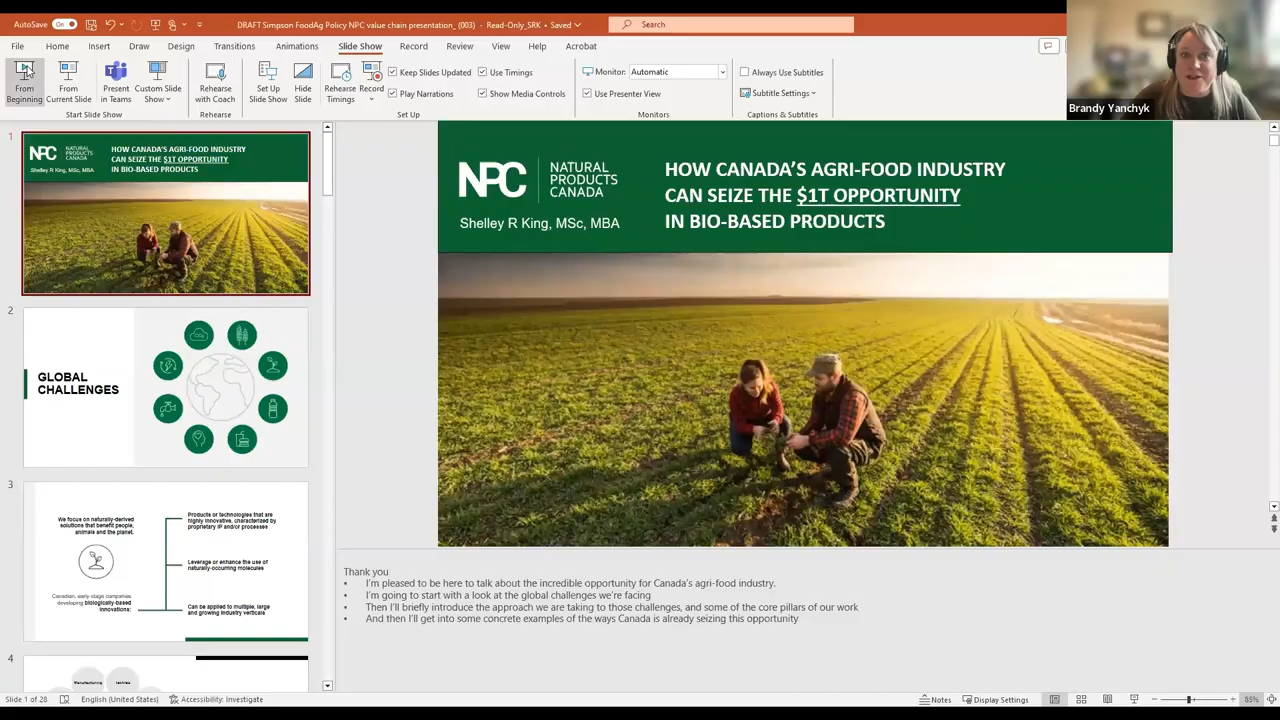 AutoSave On
DRAFT Simpson FoodAg Policy NPC value chain presentation_ (003) - Read-Only_SRK • Saved
Search
File Home Insert Draw Design Transitions Animations Slide Show Record Review View Help Acrobat
From Beginning
From Current Slide
Present in Teams
Custom Slide Show
Start Slide Show
Rehearse with Coach
Rehearse
Set Up Slide Show
Hide Slide
Rehearse Timings
Record
Keep Slides Updated
Play Narrations
Use Timings
Show Media Controls
Set Up
Monitor: Automatic
Use Presenter View
Monitors
Always Use Subtitles
Subtitle Settings
Captions & Subtitles
Brandy Yanchyk
1
NPC
NATURAL
PRODUCTS
CANADA
Shelley R King, MSc, MBA
HOW CANADA'S AGRI-FOOD INDUSTRY
CAN SEIZE THE $1T OPPORTUNITY
IN BIO-BASED PRODUCTS
2
GLOBAL
CHALLENGES
3
We focus on naturally-derived
solutions that benefit people,
animals and the planet.
Canadian, early-stage companies
developing biologically-based
innovations:
Products or technologies that are
highly innovative, characterized by
proprietary IP and/or processes
Leverage or enhance the use of
naturally-occurring molecules
Can be applied to multiple, large
and growing industry verticals
4
Manufacturing
textiles
NPC
NATURAL
PRODUCTS
CANADA
Shelley R King, MSc, MBA
HOW CANADA'S AGRI-FOOD INDUSTRY
CAN SEIZE THE $1T OPPORTUNITY
IN BIO-BASED PRODUCTS
Thank you
• I'm pleased to be here to talk about the incredible opportunity for Canada's agri-food industry.
• I'm going to start with a look at the global challenges we're facing
• Then I'll briefly introduce the approach we are taking to those challenges, and some of the core pillars of our work
• And then I'll get into some concrete examples of the ways Canada is already seizing this opportunity
Slide 1 of 28 English (United States) Accessibility: Investigate Notes Display Settings 85%